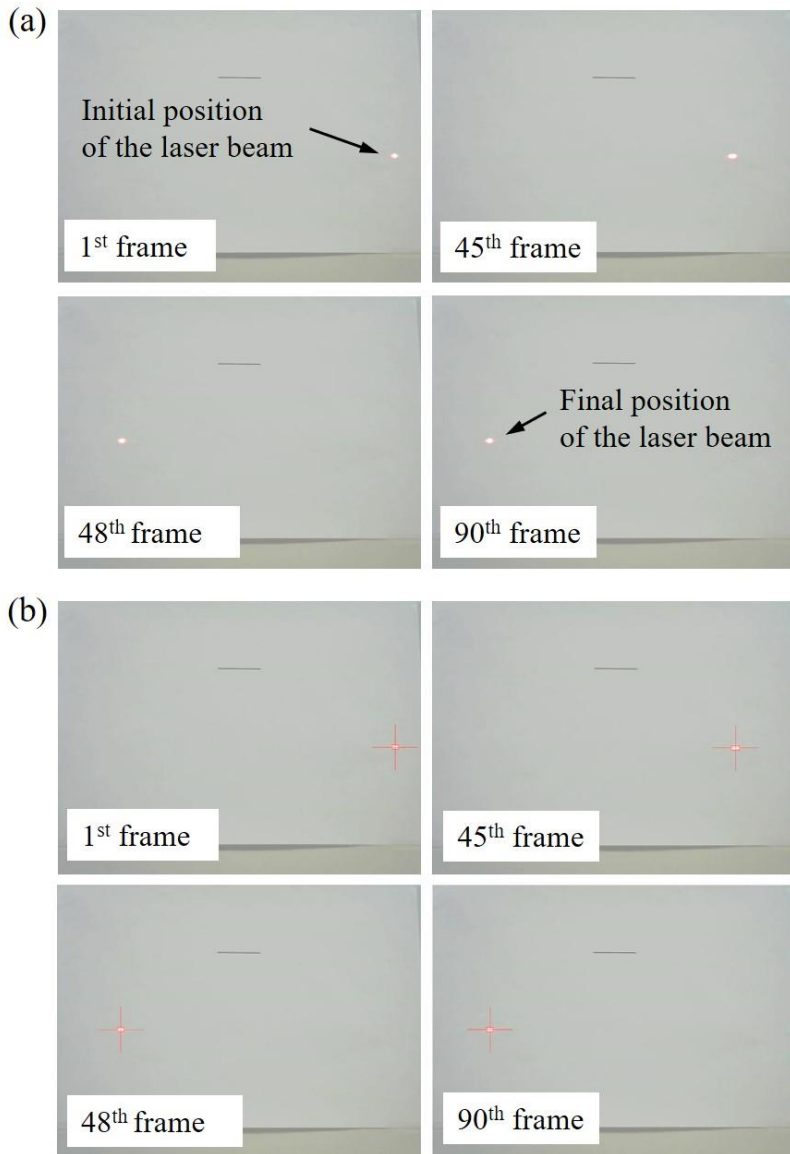 (a)
Initial position
of the laser beam
1st frame
45th frame
48th frame
Final position
of the laser beam
90th frame
(b)
1st frame
45th frame
48th frame
90th frame